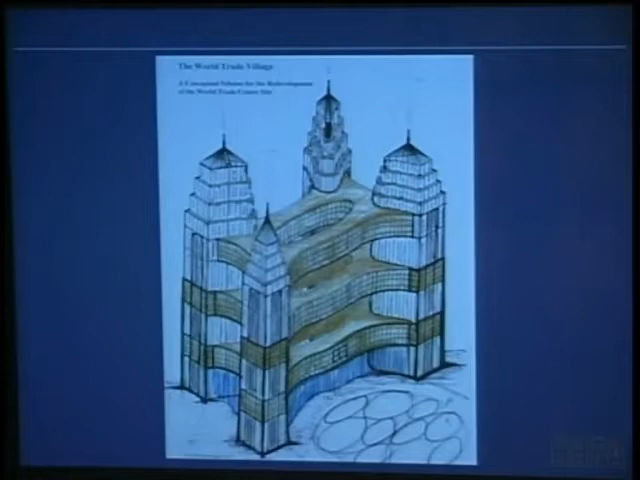 The World Trade Village
A Conceptual Scheme for the Redevelopment
of the World Trade Center Site